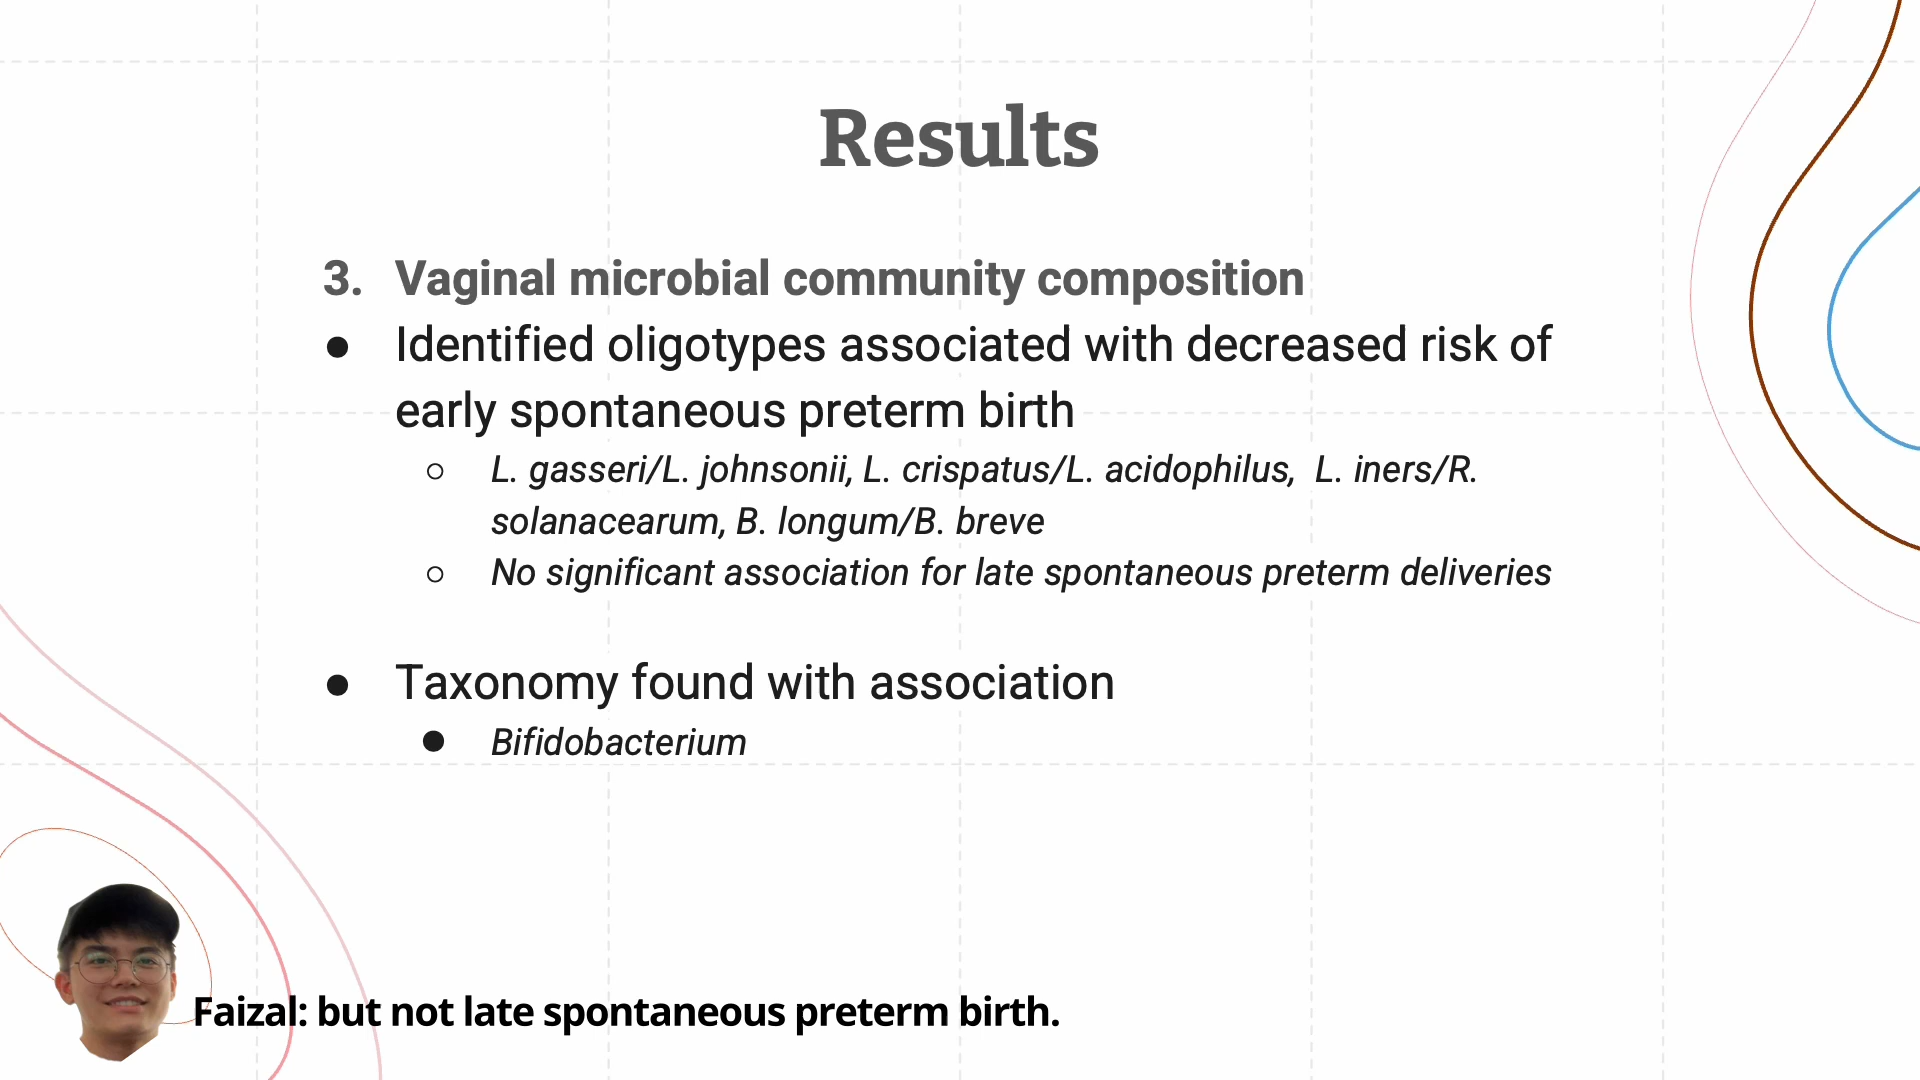 Results
3. Vaginal microbial community composition
● Identified oligotypes associated with decreased risk of
early spontaneous preterm birth
○ L. gasseri/L. johnsonii, L. crispatus/L. acidophilus, L. iners/R.
solanacearum, B. longum/B. breve
○ No significant association for late spontaneous preterm deliveries
● Taxonomy found with association
● Bifidobacterium
Faizal: but not late spontaneous preterm birth.